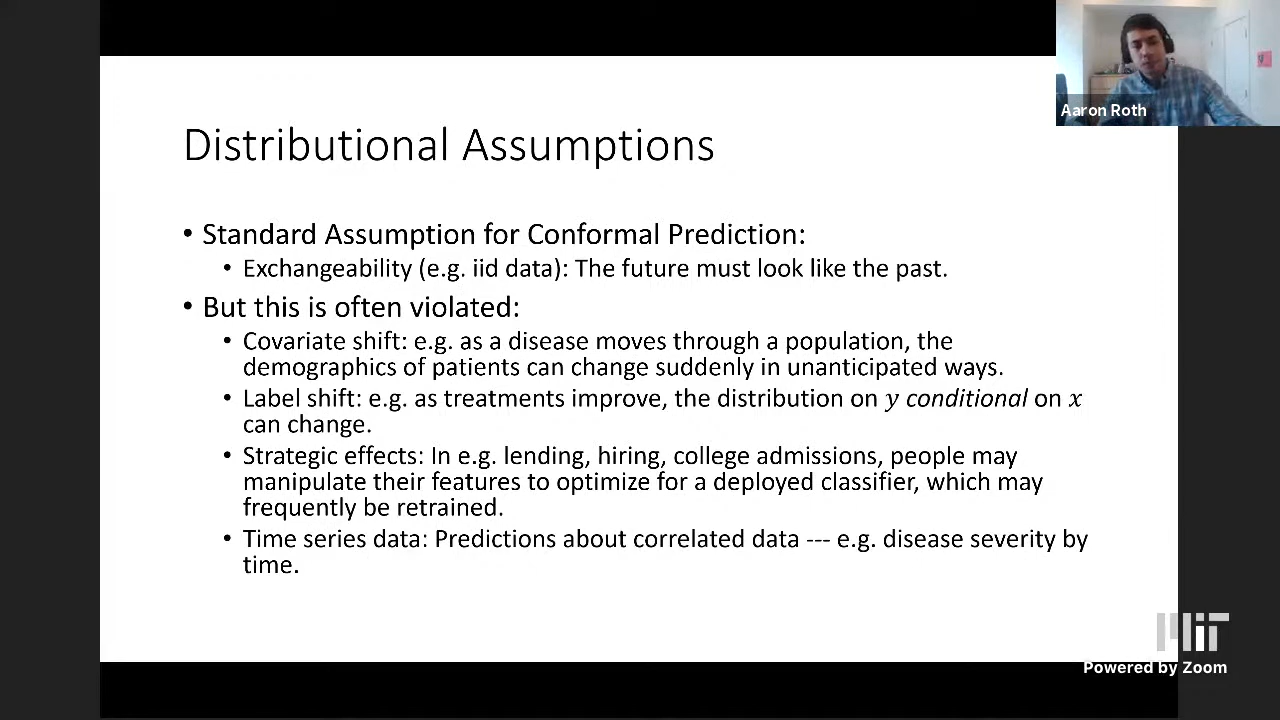 Aaron Roth
Distributional Assumptions
• Standard Assumption for Conformal Prediction:
• Exchangeability (e.g. iid data): The future must look like the past.
• But this is often violated:
• Covariate shift: e.g. as a disease moves through a population, the
demographics of patients can change suddenly in unanticipated ways.
• Label shift: e.g. as treatments improve, the distribution on y conditional on x
can change.
• Strategic effects: In e.g. lending, hiring, college admissions, people may
manipulate their features to optimize for a deployed classifier, which may
frequently be retrained.
• Time series data: Predictions about correlated data --- e.g. disease severity by
time.
MIT
Powered by Zoom